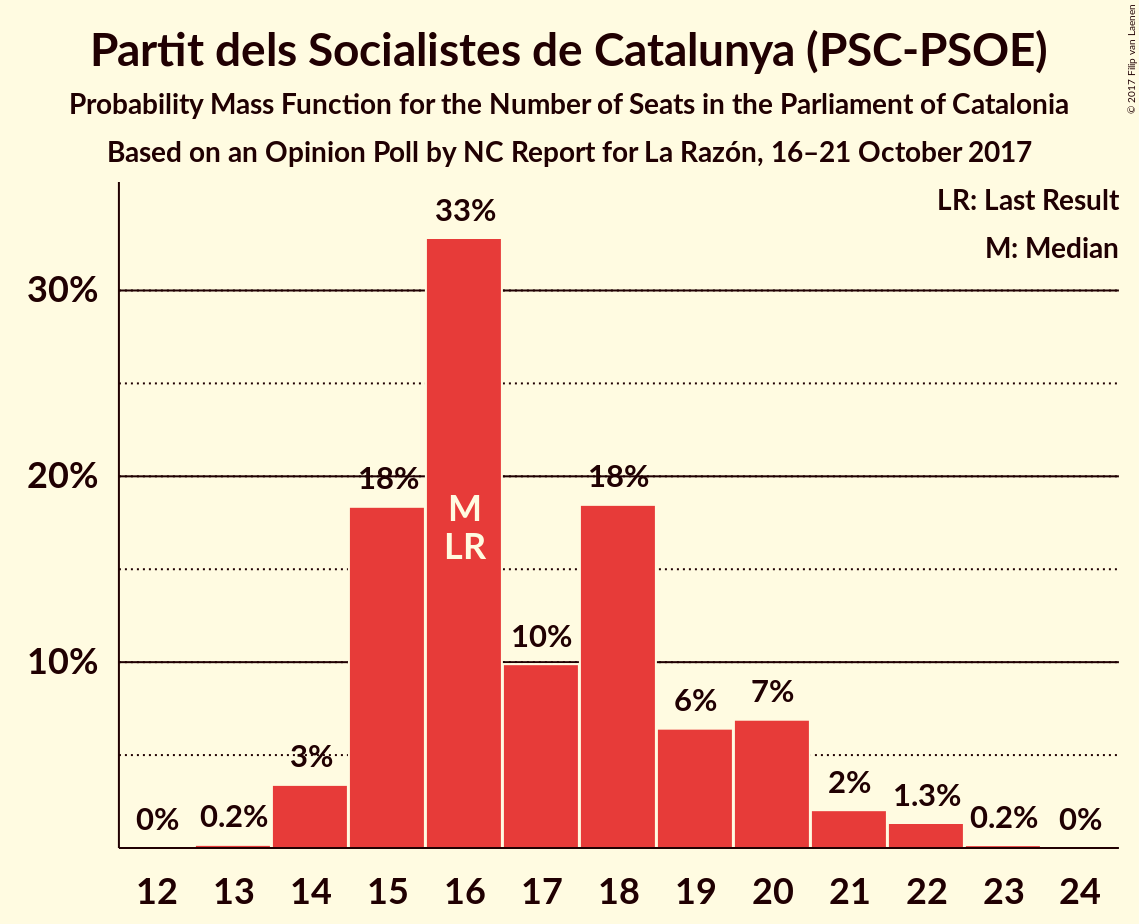 Partit dels Socialistes de Catalunya (PSC-PSOE)
Probability Mass Function for the Number of Seats in the Parliament of Catalonia
Based on an Opinion Poll by NC Report for La Razón, 16–21 October 2017
© 2017 Filip van Laenen
LR: Last Result
M: Median
30%
20%
10%
0%
0.2%
3%
18%
33%
M
LR
10%
18%
6%
7%
2%
1.3%
0.2%
0%
12 13 14 15 16 17 18 19 20 21 22 23 24